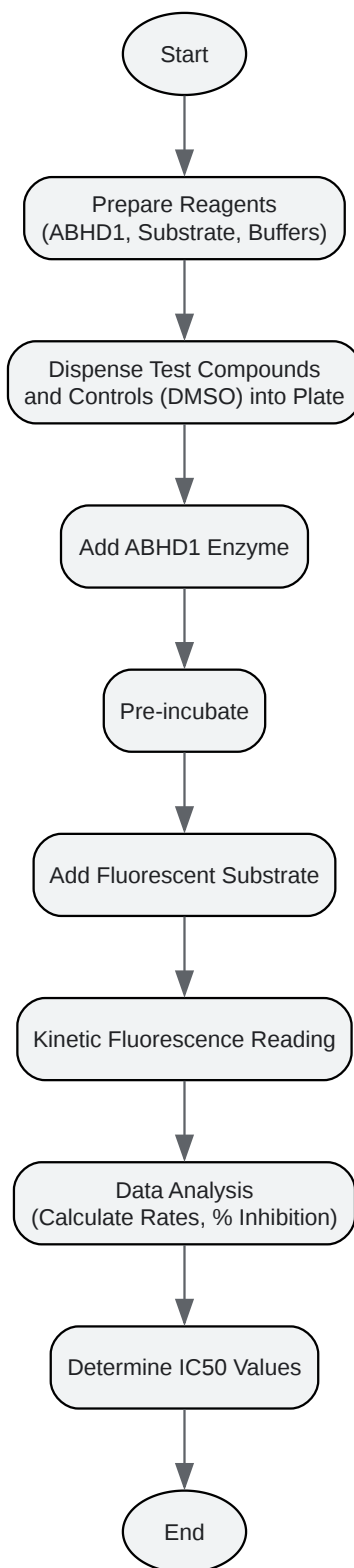 Start
Prepare Reagents
(ABHD1, Substrate, Buffers)
Dispense Test Compounds
and Controls (DMSO) into Plate
Add ABHD1 Enzyme
Pre-incubate
Add Fluorescent Substrate
Kinetic Fluorescence Reading
Data Analysis
(Calculate Rates, % Inhibition)
Determine IC50 Values
End